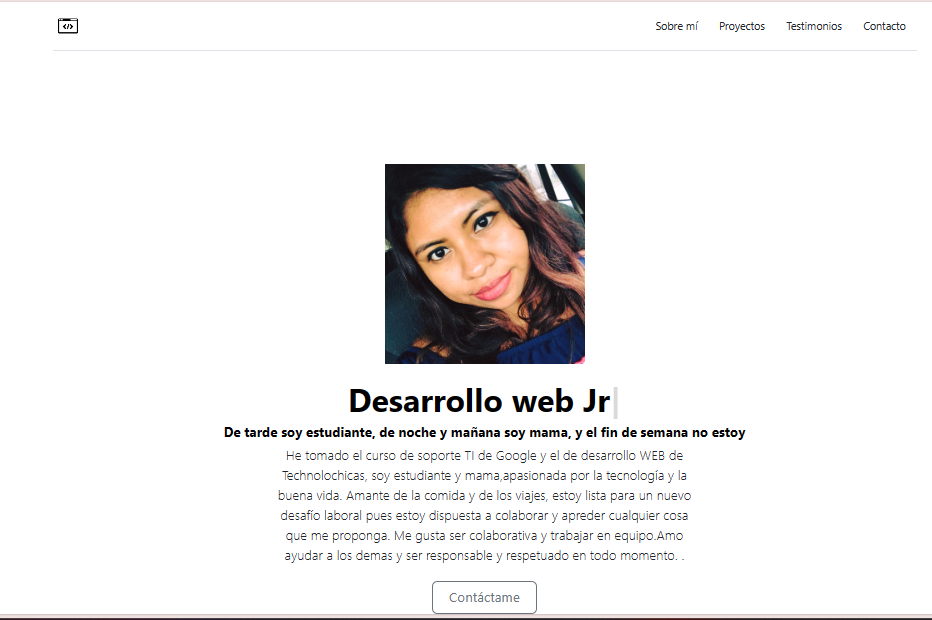 </>
Sobre mí Proyectos Testimonios Contacto
Desarrollo web Jr
De tarde soy estudiante, de noche y mañana soy mama, y el fin de semana no estoy
He tomado el curso de soporte TI de Google y el de desarrollo WEB de
Technolochicas, soy estudiante y mama,apasionada por la tecnología y la
buena vida. Amante de la comida y de los viajes, estoy lista para un nuevo
desafío laboral pues estoy dispuesta a colaborar y apreder cualquier cosa
que me proponga. Me gusta ser colaborativa y trabajar en equipo.Amo
ayudar a los demas y ser responsable y respetuado en todo momento. .
Contáctame